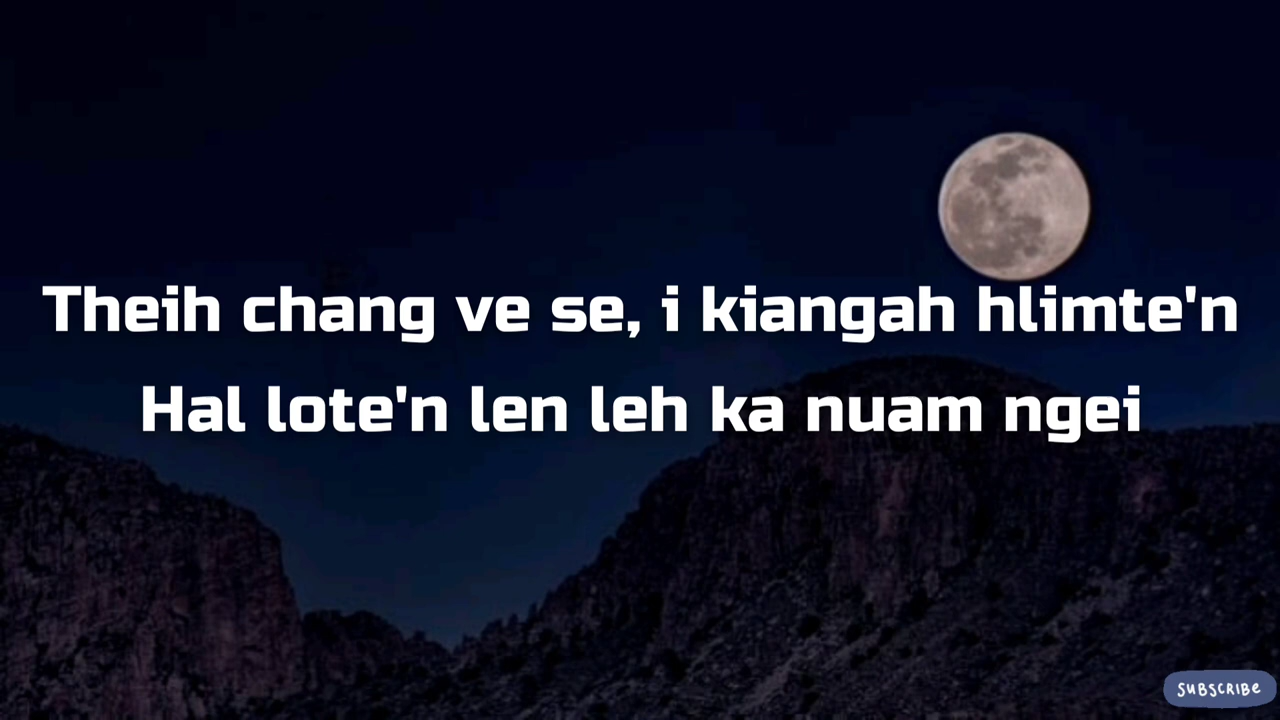 Theih chang ve se, i kiangah hlimte'n
Hal lote'n len leh ka nuam ngei
SUBSCRIBE